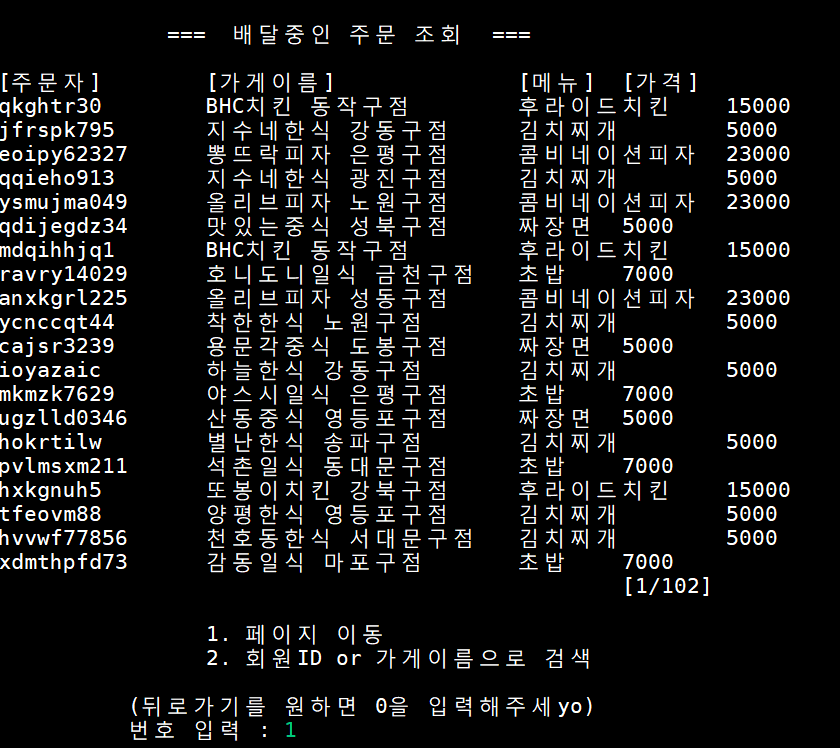 === 배달중인 주문 조회 ===
[주문자] [가게이름] [메뉴] [가격]
qkghtr30 BHC치킨 동작구점 후라이드치킨 15000
jfrspk795 지수네한식 강동구점 김치찌개 5000
eoipy62327 뽕뜨락피자 은평구점 콤비네이션피자 23000
qqieho913 지수네한식 광진구점 김치찌개 5000
ysmujma049 올리브피자 노원구점 콤비네이션피자 23000
qdijegdz34 맛있는중식 성북구점 짜장면 5000
mdqihhjq1 BHC치킨 동작구점 후라이드치킨 15000
ravry14029 호니도니일식 금천구점 초밥 7000
anxkgrl225 올리브피자 성동구점 콤비네이션피자 23000
ycnccqt44 착한한식 노원구점 김치찌개 5000
cajsr3239 용문각중식 도봉구점 짜장면 5000
ioyazaic 하늘한식 강동구점 김치찌개 5000
mkmzk7629 야스시일식 은평구점 초밥 7000
ugzlld0346 산동중식 영등포구점 짜장면 5000
hokrtilw 별난한식 송파구점 김치찌개 5000
pvlmsxm211 석촌일식 동대문구점 초밥 7000
hxkgnuh5 또봉이치킨 강북구점 후라이드치킨 15000
tfeovm88 양평한식 영등포구점 김치찌개 5000
hvvwf77856 천호동한식 서대문구점 김치찌개 5000
xdmthpfd73 감동일식 마포구점 초밥 7000
[1/102]
1. 페이지 이동
2. 회원ID or 가게이름으로 검색
(뒤로가기를 원하면 0을 입력해주세yo)
번호 입력 : 1